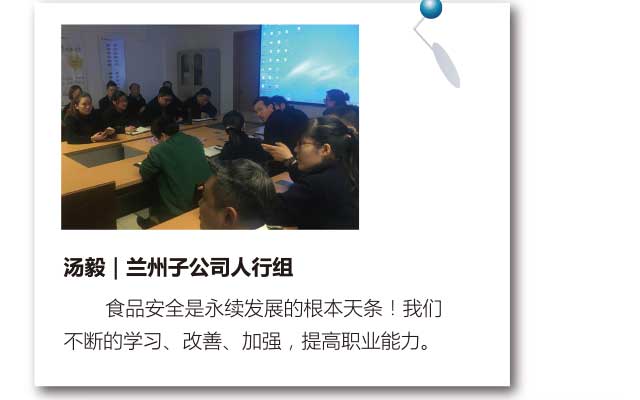 汤毅｜兰州子公司人行组
食品安全是永续发展的根本天条！我们
不断的学习、改善、加强，提高职业能力。